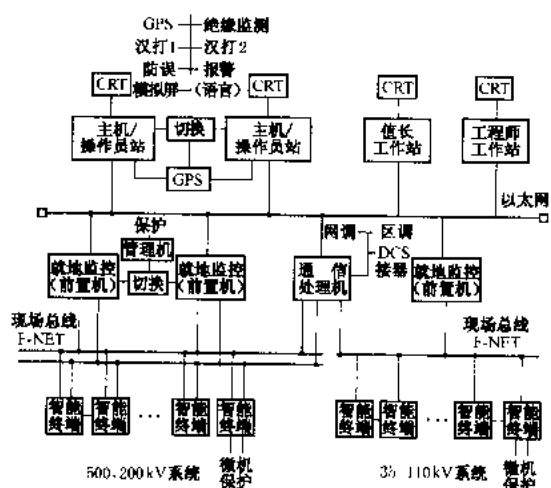 GPS 绝缘监测
汉打1 汉打2
防误 报警
CRT 模拟屏 (语言) CRT CRT CRT
主机/ 切换 主机/ 值长 工程师
操作员站 操作员站 工作站 工作站
GPS
以太网
保护 网调 区调
管理机 DCS
就地监控 就地监控 通信 接器 就地监控
(前置机) 切换 (前置机) 处理机 (前置机)
现场总线 现场总线
F-NET F-NET
智能 智能 智能 智能 智能 智能 智能 智能
终端 终端 … 终端 终端 终端 终端 … 终端 终端
微机 微机
500、200kV系统 保护 35~110kV系统 保护